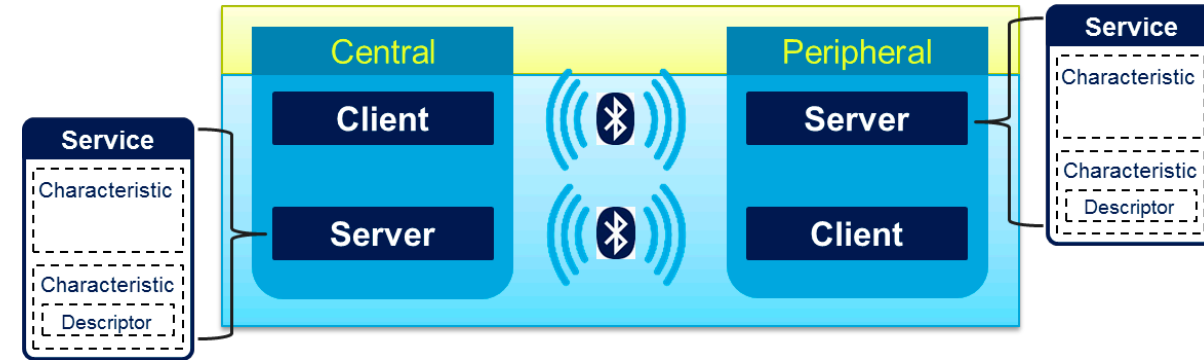 Service
Characteristic
Characteristic
Descriptor
Central
Client
Server
Peripheral
Server
Client
Service
Characteristic
Characteristic
Descriptor